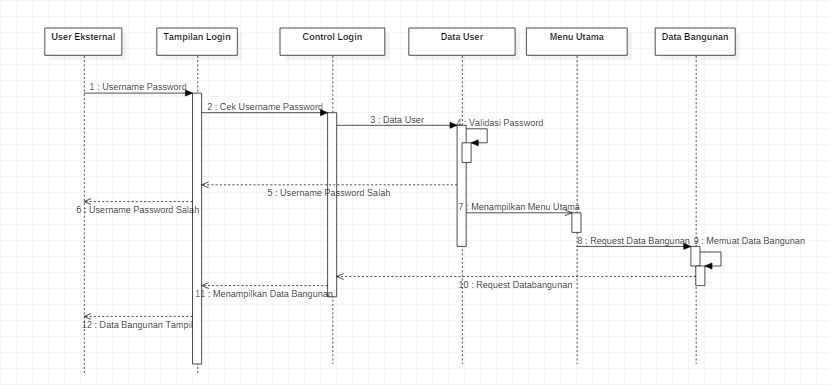 User Eksternal
Tampilan Login
Control Login
Data User
Menu Utama
Data Bangunan
1 : Username Password
2 : Cek Username Password
3 : Data User
4 : Validasi Password
5 : Username Password Salah
6 : Username Password Salah
7 : Menampilkan Menu Utama
8 : Request Data Bangunan
9 : Memuat Data Bangunan
10 : Request Databangunan
11 : Menampilkan Data Bangunan
12 : Data Bangunan Tampil